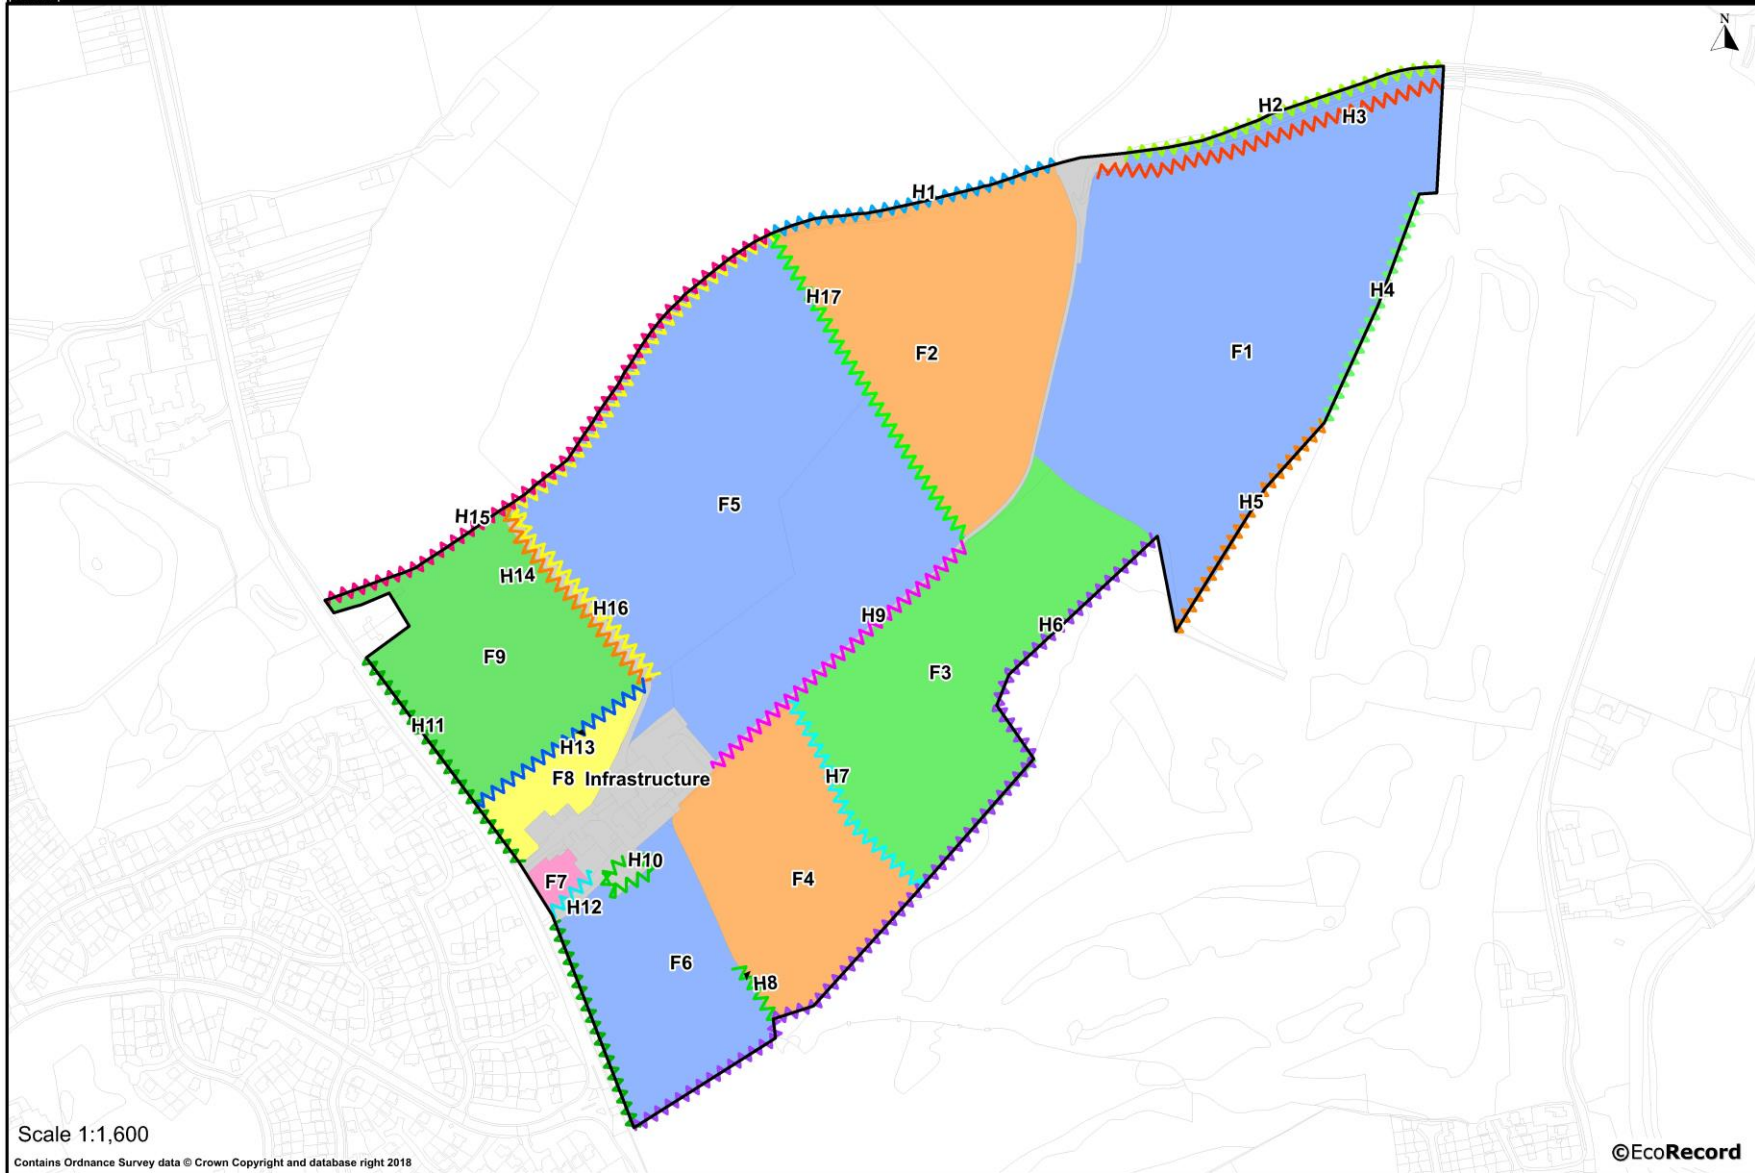 N
H2
H3
H1
H4
H17
F2
F1
F5
H5
H15
H14
H16
H9
H6
F9
F3
H11
H13
F8 Infrastructure
H7
H10
F7
F4
H12
F6
H8
Scale 1:1,600
Contains Ordnance Survey data © Crown Copyright and database right 2018
©EcoRecord